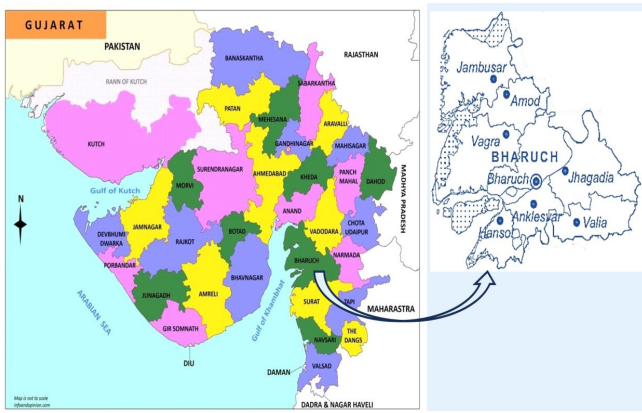 GUJARAT
PAKISTAN
RAJASTHAN
BANASKANTHA
RANN OF KUTCH
SABARKANTHA
PATAN
MEHESANA
ARAVALLI
KUTCH
GANDHINAGAR
MAHISAGAR
SURENDRANAGAR
AHMEDABAD
KHEDA
PANCH
MAHAL
DAHOD
MADHYA PRADESH
MORVI
Gulf of Kutch
N
ANAND
JAMNAGAR
DEVBHUMI
DWARKA
RAJKOT
BOTAD
VADODARA
CHOTA
UDAIPUR
PORBANDAR
BHAVNAGAR
BHARUCH
NARMADA
JUNAGADH
AMRELI
Gulf of Khambhat
ARABIAN SEA
GIR SOMNATH
SURAT
TAPI
MAHARASTRA
NAVSARI
THE
DANGS
DIU
DAMAN
VALSAD
DADRA & NAGAR HAVELI
Map is not to scale
infoandopinion.com
Jambusar
Amod
Vagra
BHARUCH
Bharuch
Jhagadia
Anklesvar
Hansot
Valia